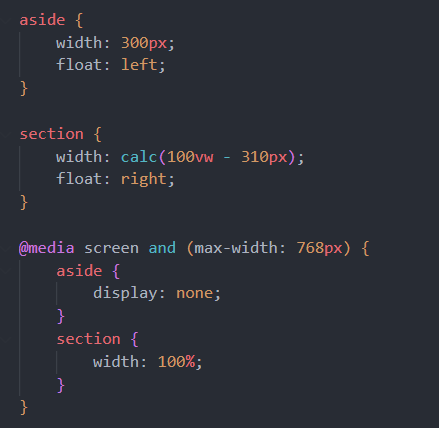 aside {
    width: 300px;
    float: left;
}

section {
    width: calc(100vw - 310px);
    float: right;
}

@media screen and (max-width: 768px) {
    aside {
        display: none;
    }
    section {
        width: 100%;
    }
}